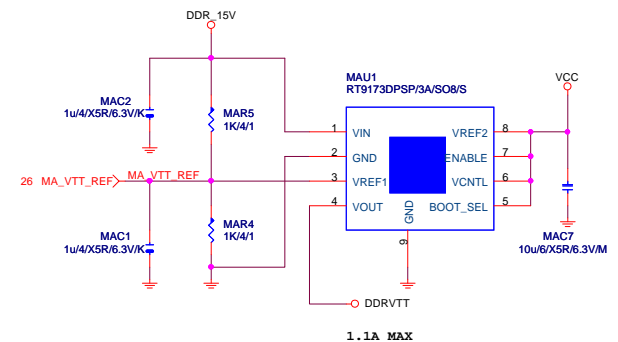 DDR_15V
MAC2
1u/4/X5R/6.3V/K
MAR5
1K/4/1
MAU1
RT9173DPSP/3A/SO8/S
VCC
1 VIN VREF2 8
2 GND ENABLE 7
26 MA_VTT_REF MA_VTT_REF 3 VREF1 VCNTL 6
4 VOUT BOOT_SEL 5
GND
9
MAC1
1u/4/X5R/6.3V/K
MAR4
1K/4/1
MAC7
10u/6/X5R/6.3V/M
DDRVTT
1.1A MAX